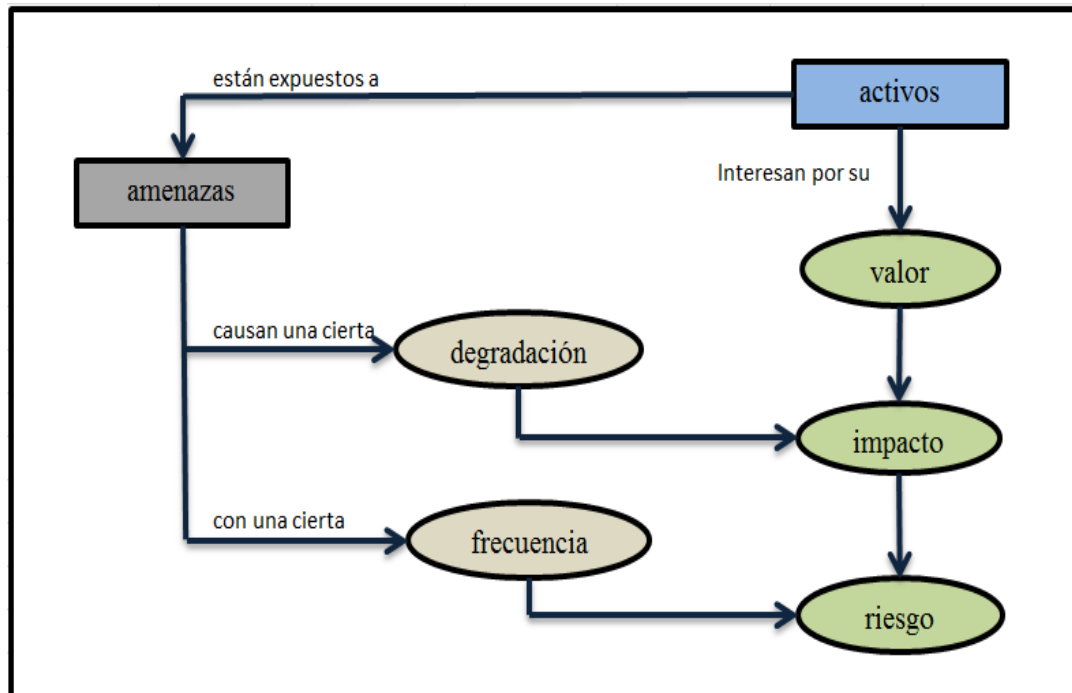 están expuestos a
activos
amenazas
Interesan por su
valor
causan una cierta
degradación
impacto
con una cierta
frecuencia
riesgo